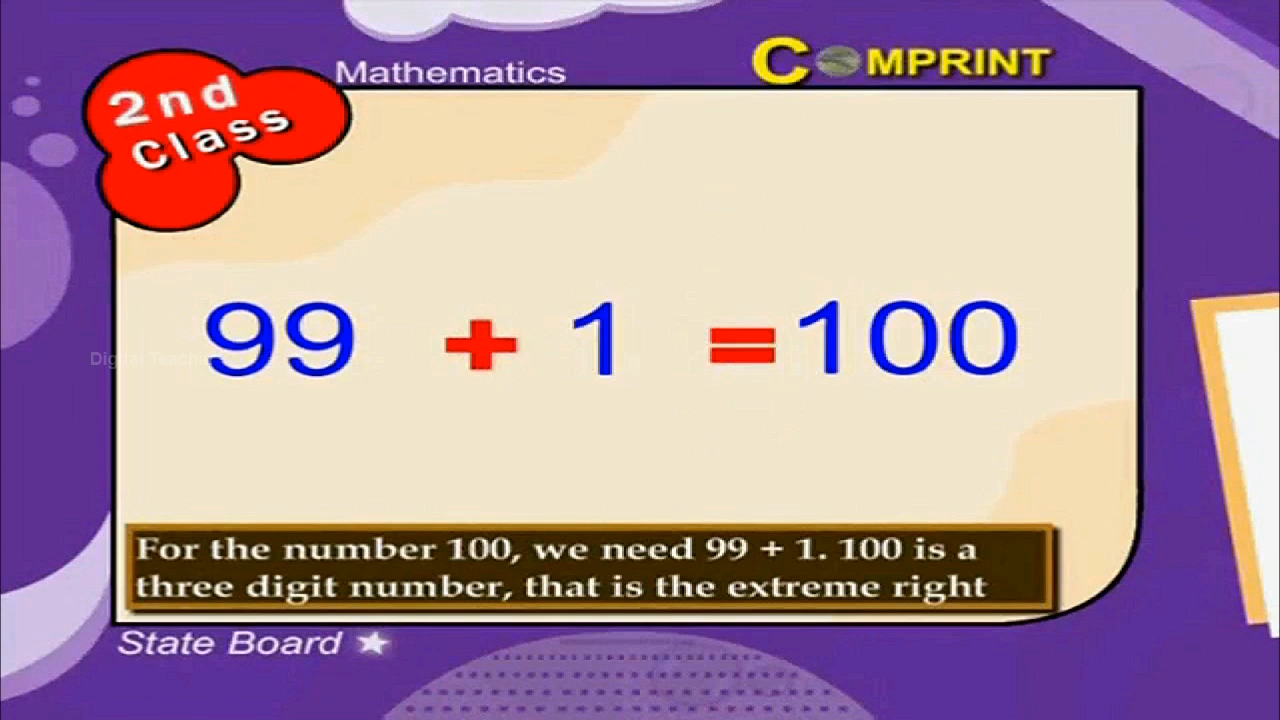 2nd
Class
Mathematics
COMPRINT
99 + 1 = 100
For the number 100, we need 99 + 1. 100 is a
three digit number, that is the extreme right
State Board